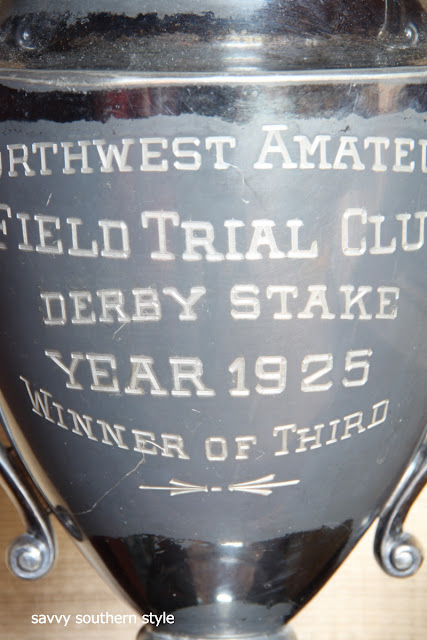 ORTHWEST AMATEU
FIELD TRIAL CLU
DERBY STAKE
YEAR 1925
WINNER OF THIRD
savvy southern style